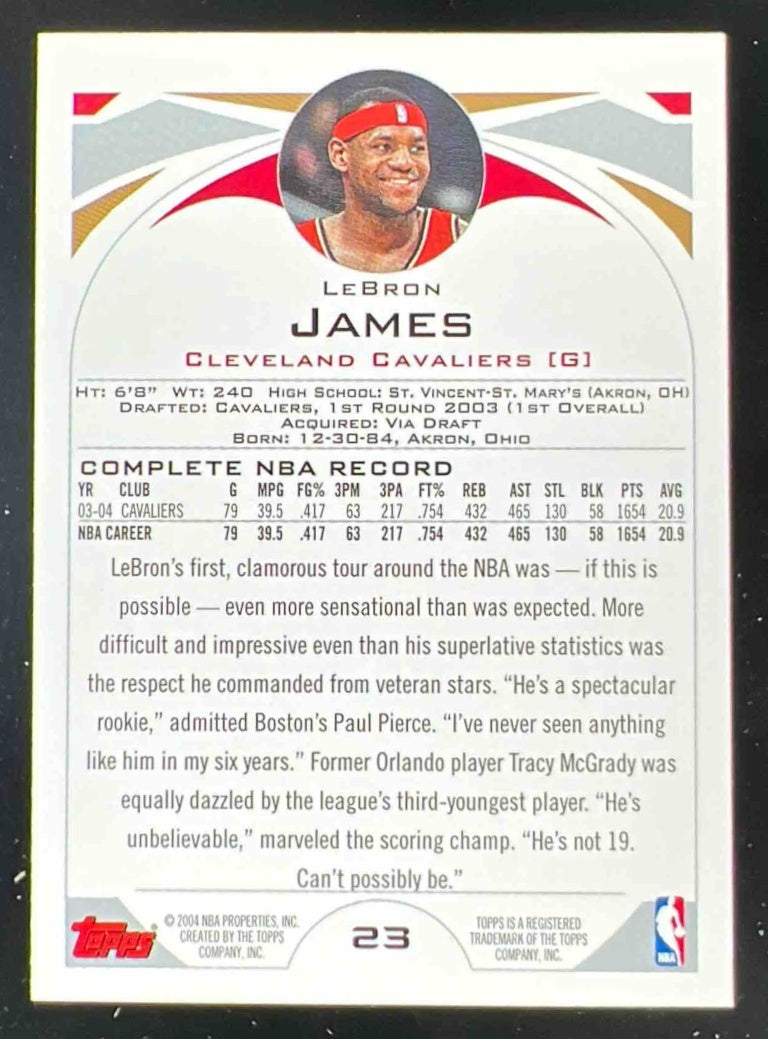 LeBron
James
Cleveland Cavaliers [G]
Ht: 6'8" Wt: 240 High School: St. Vincent-St. Mary's (Akron, OH)
Drafted: Cavaliers, 1st Round 2003 (1st Overall)
Acquired: Via Draft
Born: 12-30-84, Akron, Ohio
COMPLETE NBA RECORD
YR CLUB G MPG FG% 3PM 3PA FT% REB AST STL BLK PTS AVG
03-04 CAVALIERS 79 39.5 .417 63 217 .754 432 465 130 58 1654 20.9
NBA CAREER 79 39.5 .417 63 217 .754 432 465 130 58 1654 20.9
LeBron's first, clamorous tour around the NBA was — if this is
possible — even more sensational than was expected. More
difficult and impressive even than his superlative statistics was
the respect he commanded from veteran stars. “He's a spectacular
rookie,” admitted Boston's Paul Pierce. “I've never seen anything
like him in my six years.” Former Orlando player Tracy McGrady was
equally dazzled by the league's third-youngest player. “He's
unbelievable,” marveled the scoring champ. “He's not 19.
Can't possibly be.”
Topps®
© 2004 NBA PROPERTIES, INC.
CREATED BY THE TOPPS
COMPANY, INC.
23
TOPPS IS A REGISTERED
TRADEMARK OF THE TOPPS
COMPANY, INC.
NBA